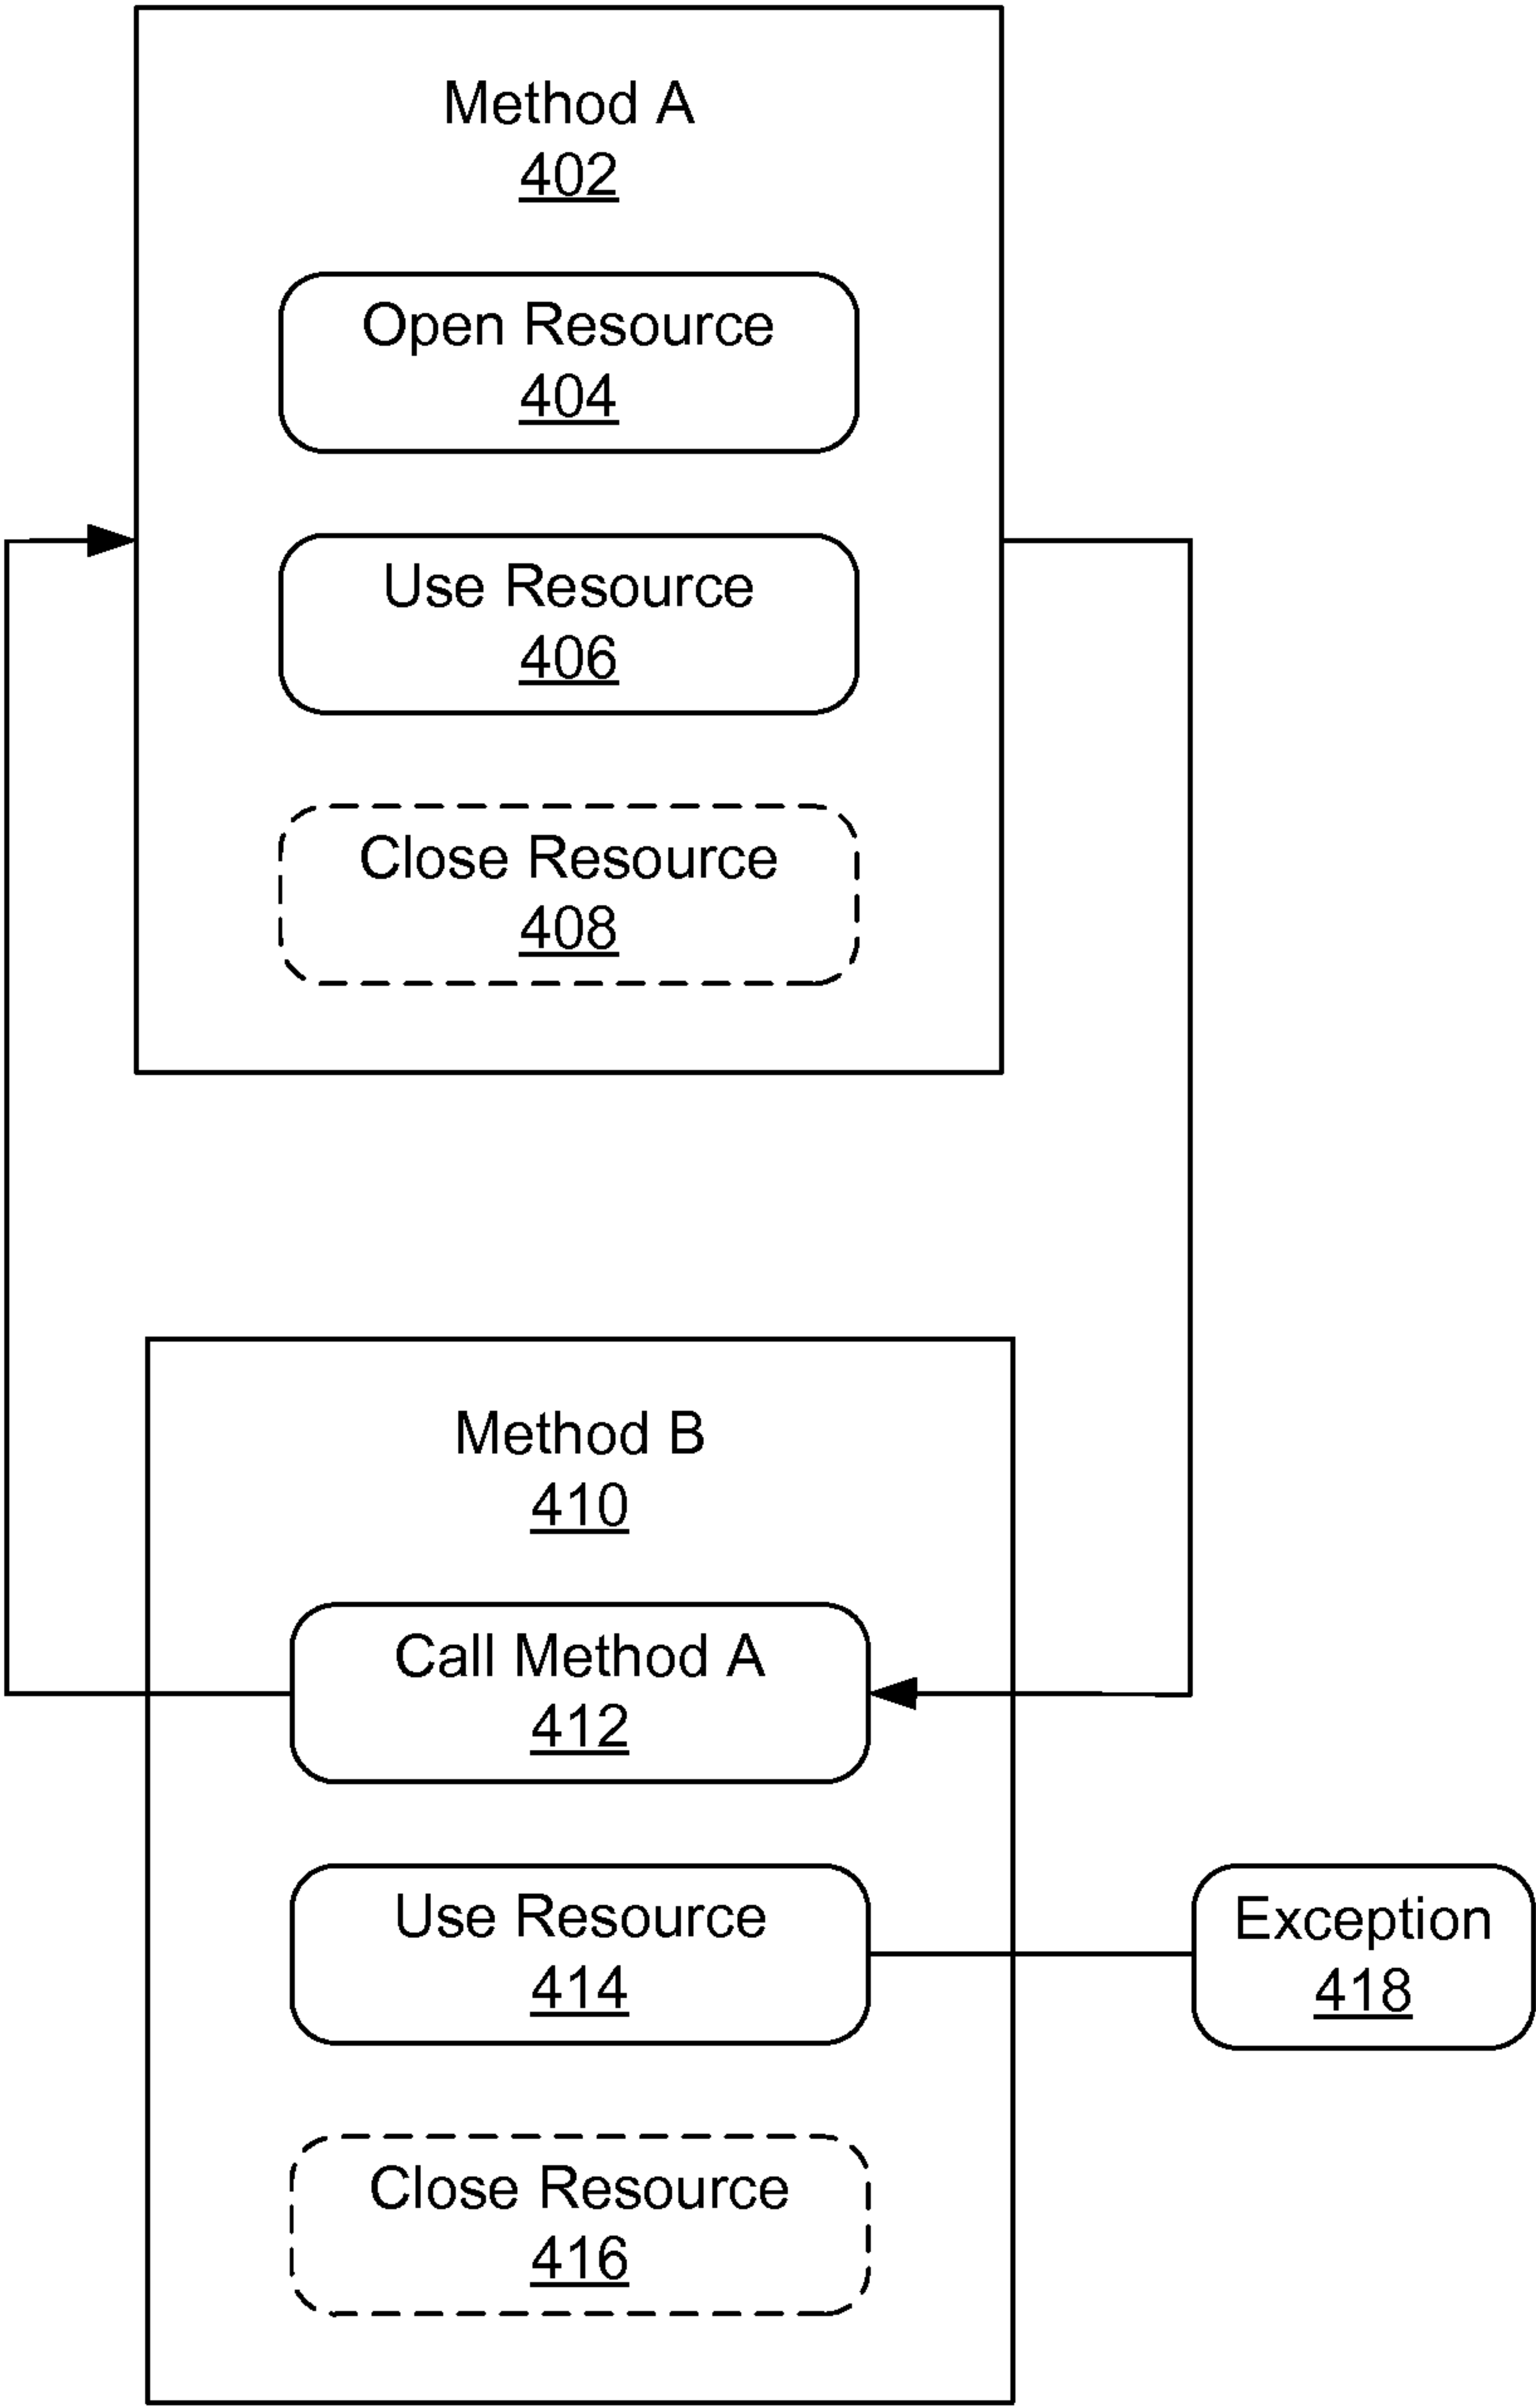 Method A
402
Open Resource
404
Use Resource
406
Close Resource
408
Method B
410
Call Method A
412
Use Resource
414
Exception
418
Close Resource
416